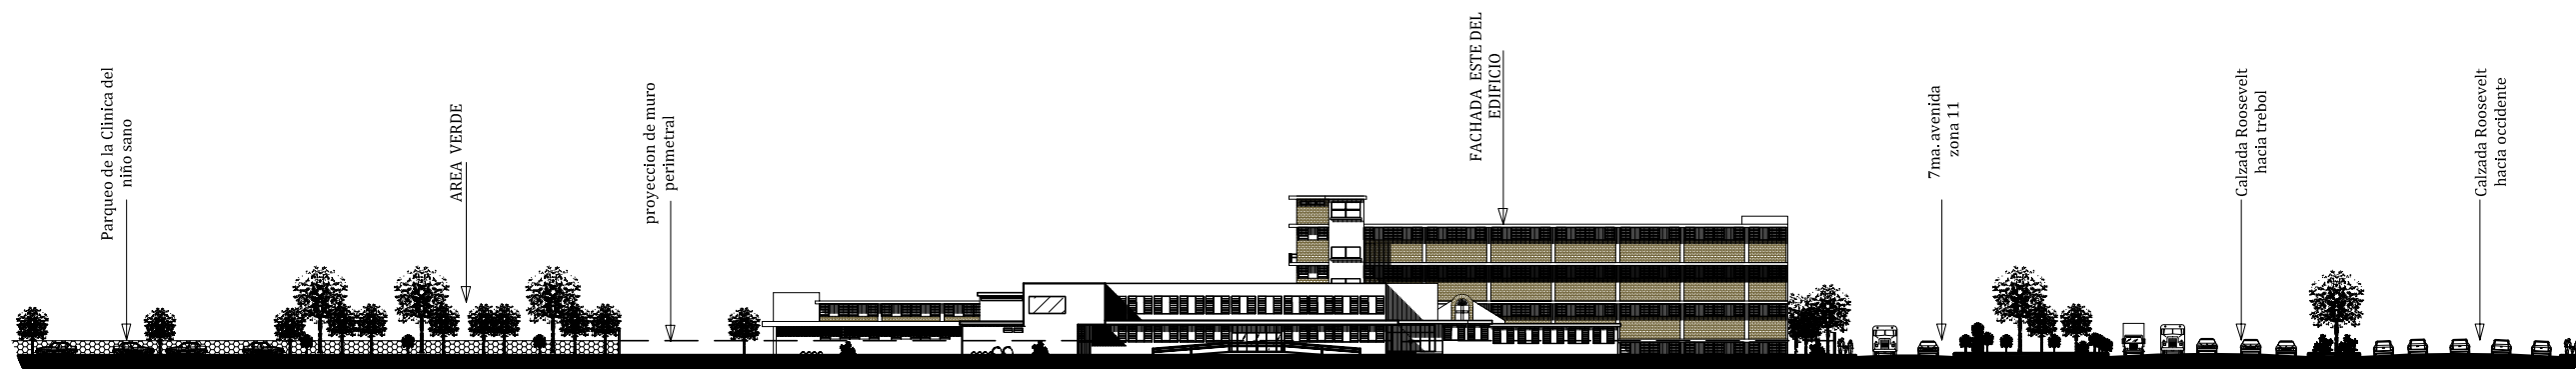 Parqueo de la Clinica del
niño sano
AREA VERDE
proyeccion de muro
perimetral
FACHADA ESTE DEL
EDIFICIO
7ma. avenida
zona 11
Calzada Roosevelt
hacia trebol
Calzada Roosevelt
hacia occidente